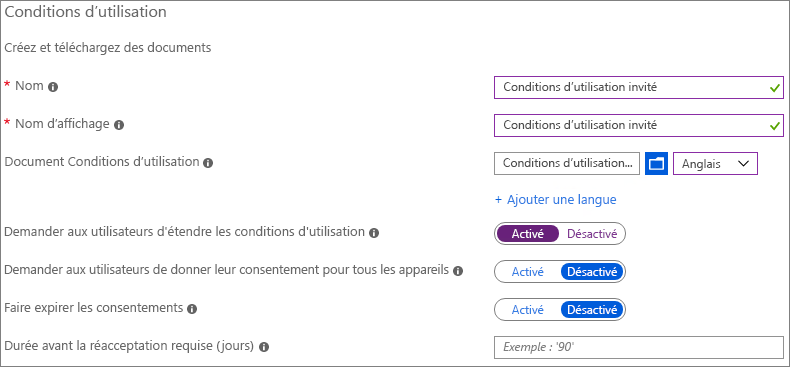 Conditions d’utilisation
Créez et téléchargez des documents
* Nom
Conditions d’utilisation invité
* Nom d’affichage
Conditions d’utilisation invité
Document Conditions d’utilisation
Conditions d’utilisation...
Anglais
+ Ajouter une langue
Demander aux utilisateurs d'étendre les conditions d'utilisation
Activé Désactivé
Demander aux utilisateurs de donner leur consentement pour tous les appareils
Activé Désactivé
Faire expirer les consentements
Activé Désactivé
Durée avant la réacceptation requise (jours)
Exemple : '90'